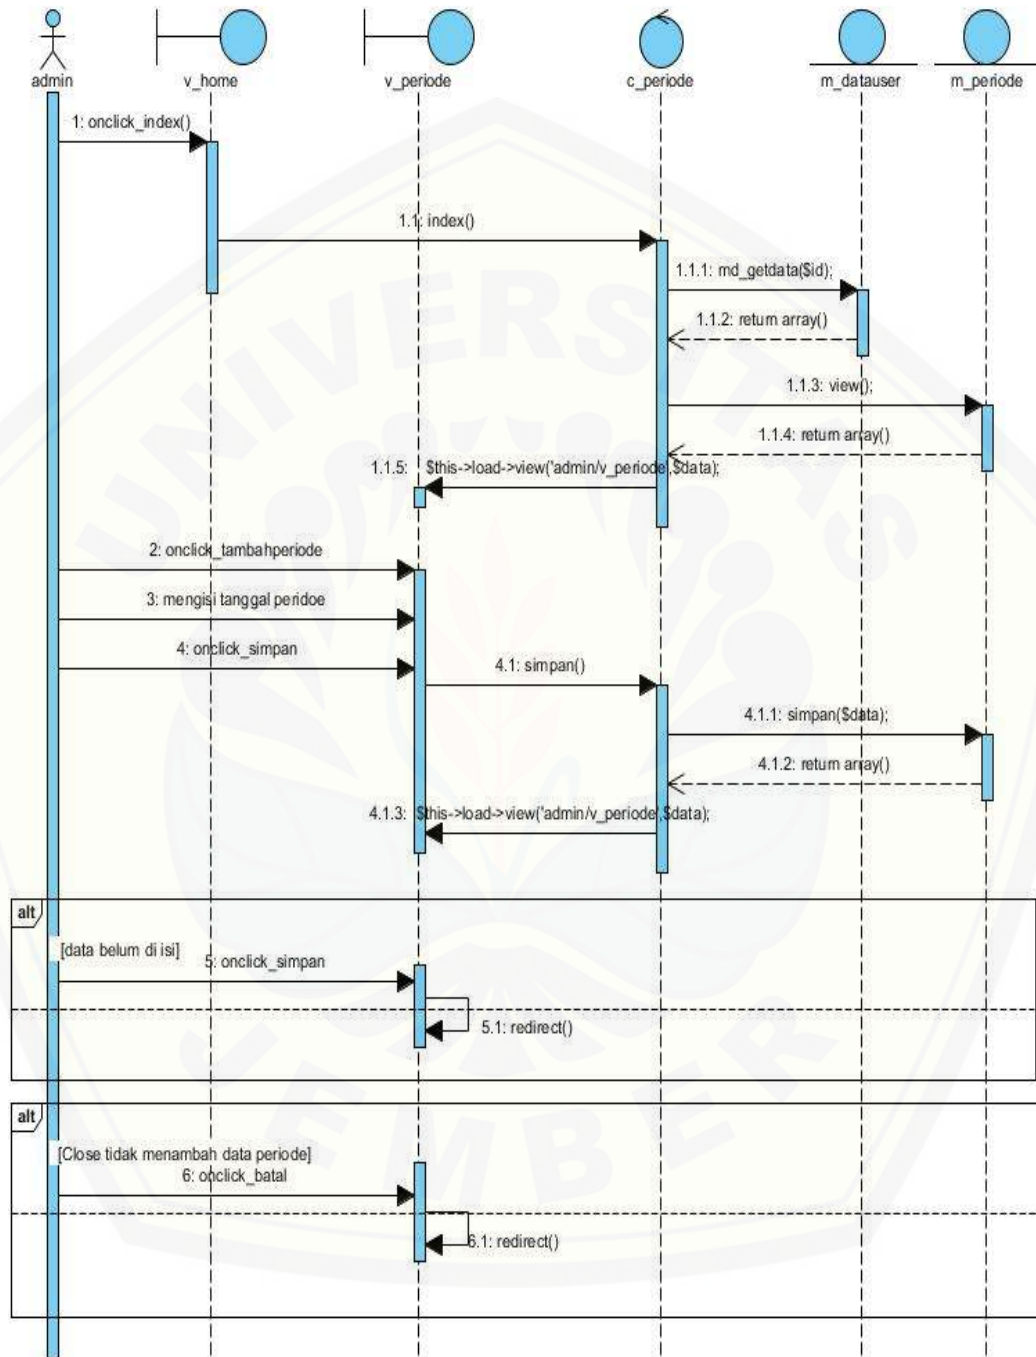 admin
v_home
v_periode
c_periode
m_datauser
m_periode
1: onclick_index()
1.1: index()
1.1.1: md_getdata($id);
1.1.2: return array()
1.1.3: view();
1.1.4: return array()
1.1.5: $this->load->view('admin/v_periode',$data);
2: onclick_tambahperiode
3: mengisi tanggal peridoe
4: onclick_simpan
4.1: simpan()
4.1.1: simpan($data);
4.1.2: return array()
4.1.3: $this->load->view('admin/v_periode',$data);
alt
[data belum di isi]
5: onclick_simpan
5.1: redirect()
alt
[Close tidak menambah data periode]
6: onclick_batal
6.1: redirect()
UNIVERSITAS
JEMBER